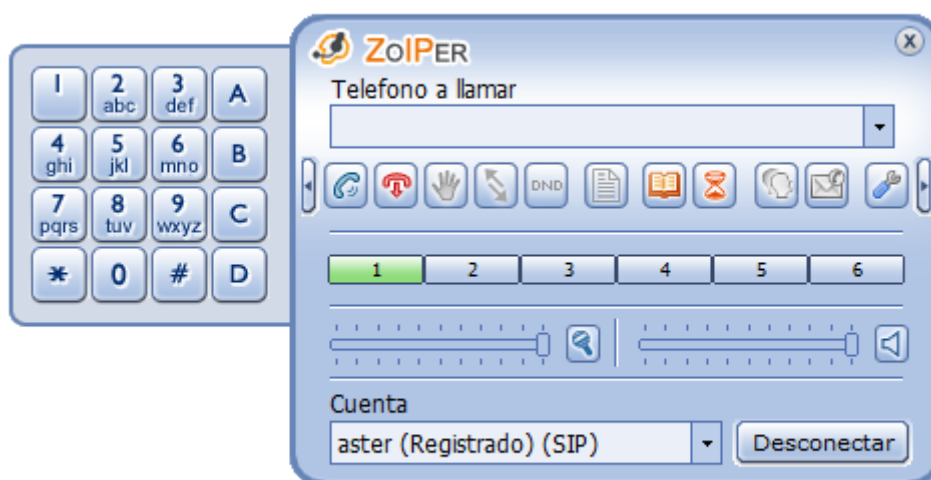 ZOIPER
Telefono a llamar
1 2 abc 3 def A
4 ghi 5 jkl 6 mno B
7 pqrs 8 tuv 9 wxyz C
* 0 # D
DND
1 2 3 4 5 6
Cuenta
aster (Registrado) (SIP)
Desconectar